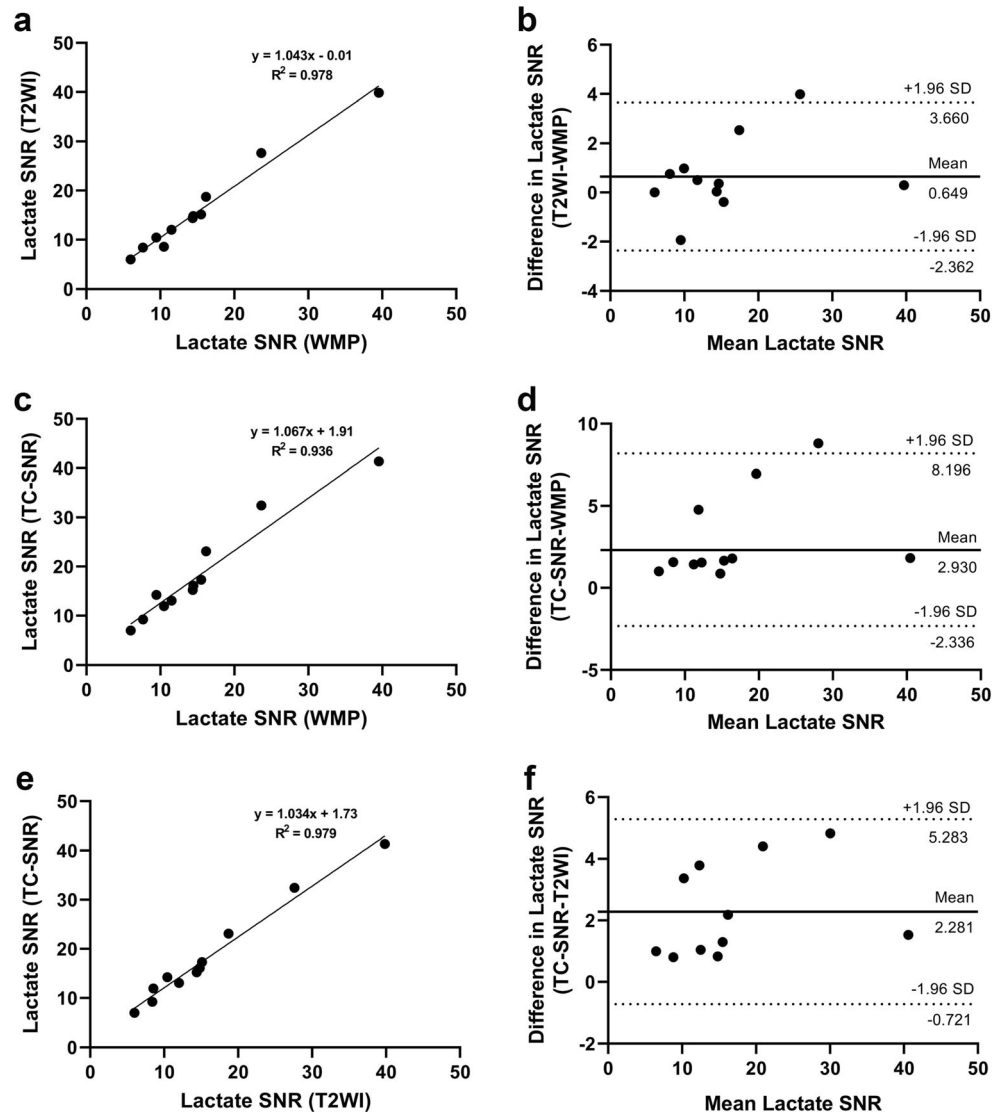 a
y = 1.043x - 0.01
R² = 0.978
Lactate SNR (T2WI)
50
40
30
20
10
0
0 10 20 30 40 50
Lactate SNR (WMP)
b
Difference in Lactate SNR
(T2WI-WMP)
6
4
2
0
-2
-4
+1.96 SD
3.660
Mean
0.649
-1.96 SD
-2.362
0 10 20 30 40 50
Mean Lactate SNR
c
y = 1.067x + 1.91
R² = 0.936
Lactate SNR (TC-SNR)
50
40
30
20
10
0
0 10 20 30 40 50
Lactate SNR (WMP)
d
Difference in Lactate SNR
(TC-SNR-WMP)
10
5
0
-5
+1.96 SD
8.196
Mean
2.930
-1.96 SD
-2.336
0 10 20 30 40 50
Mean Lactate SNR
e
y = 1.034x + 1.73
R² = 0.979
Lactate SNR (TC-SNR)
50
40
30
20
10
0
0 10 20 30 40 50
Lactate SNR (T2WI)
f
Difference in Lactate SNR
(TC-SNR-T2WI)
6
4
2
0
-2
+1.96 SD
5.283
Mean
2.281
-1.96 SD
-0.721
0 10 20 30 40 50
Mean Lactate SNR